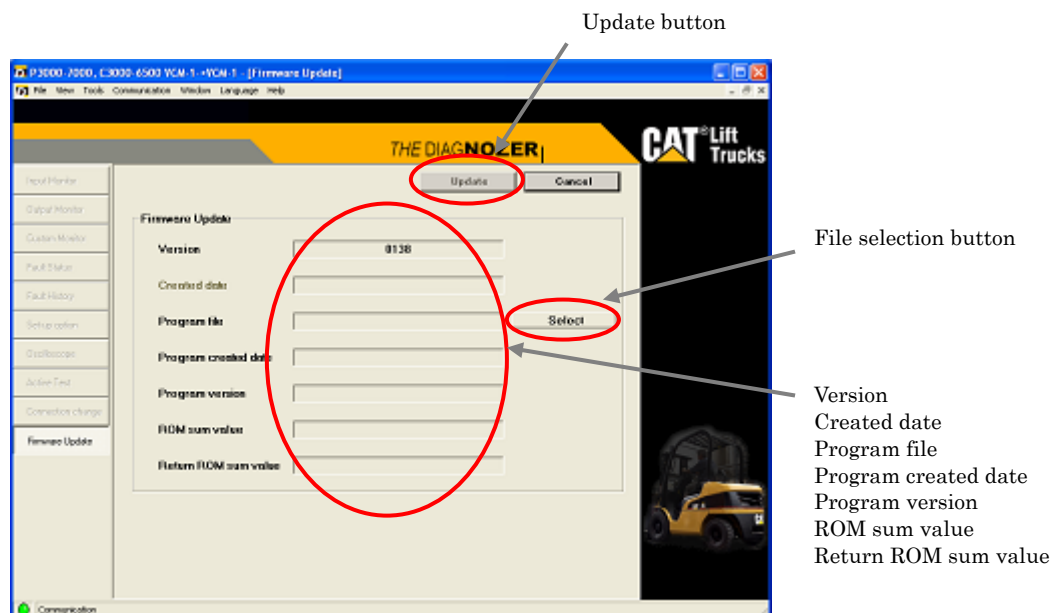 Update button
P3000-7000, C3000-6500 VCM-1-*VCM-1 - [Firmware Update]
File View Tools Communication Window Language Help
THE DIAGNOZER
CAT® Lift Trucks
Update Cancel
Input Monitor
Output Monitor
Custom Monitor
Fault Status
Fault History
Setup option
Oscilloscope
Active Test
Connection change
Firmware Update
Firmware Update
Version 0138
Created date
Program file Select
Program created date
Program version
ROM sum value
Return ROM sum value
File selection button
Version
Created date
Program file
Program created date
Program version
ROM sum value
Return ROM sum value
Communication